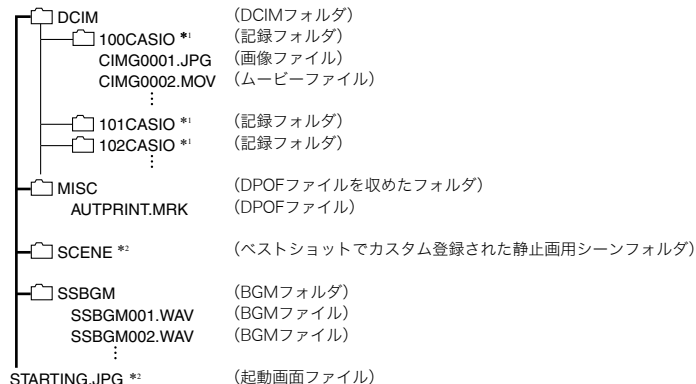 DCIM （DCIMフォルダ）
100CASIO *1 （記録フォルダ）
CIMG0001.JPG （画像ファイル）
CIMG0002.MOV （ムービーファイル）
⋮
101CASIO *1 （記録フォルダ）
102CASIO *1 （記録フォルダ）
⋮
MISC （DPOFファイルを収めたフォルダ）
AUTPRINT.MRK （DPOFファイル）
SCENE *2 （ベストショットでカスタム登録された静止画用シーンフォルダ）
SSBGM （BGMフォルダ）
SSBGM001.WAV （BGMファイル）
SSBGM002.WAV （BGMファイル）
⋮
STARTING.JPG *2 （起動画面ファイル）